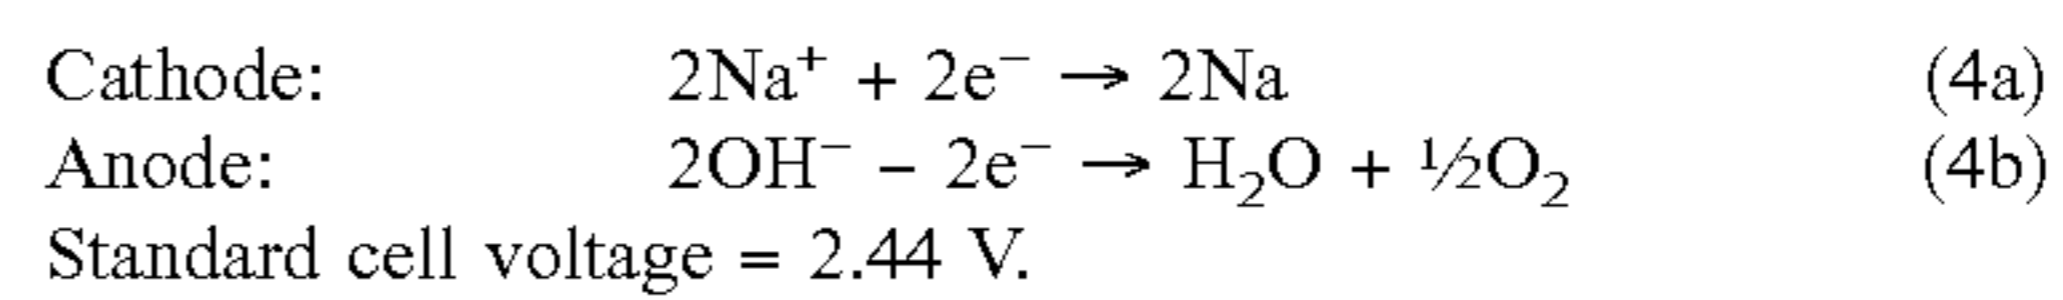 Cathode: 2Na⁺ + 2e⁻ → 2Na (4a)
Anode: 2OH⁻ − 2e⁻ → H₂O + ½O₂ (4b)
Standard cell voltage = 2.44 V.